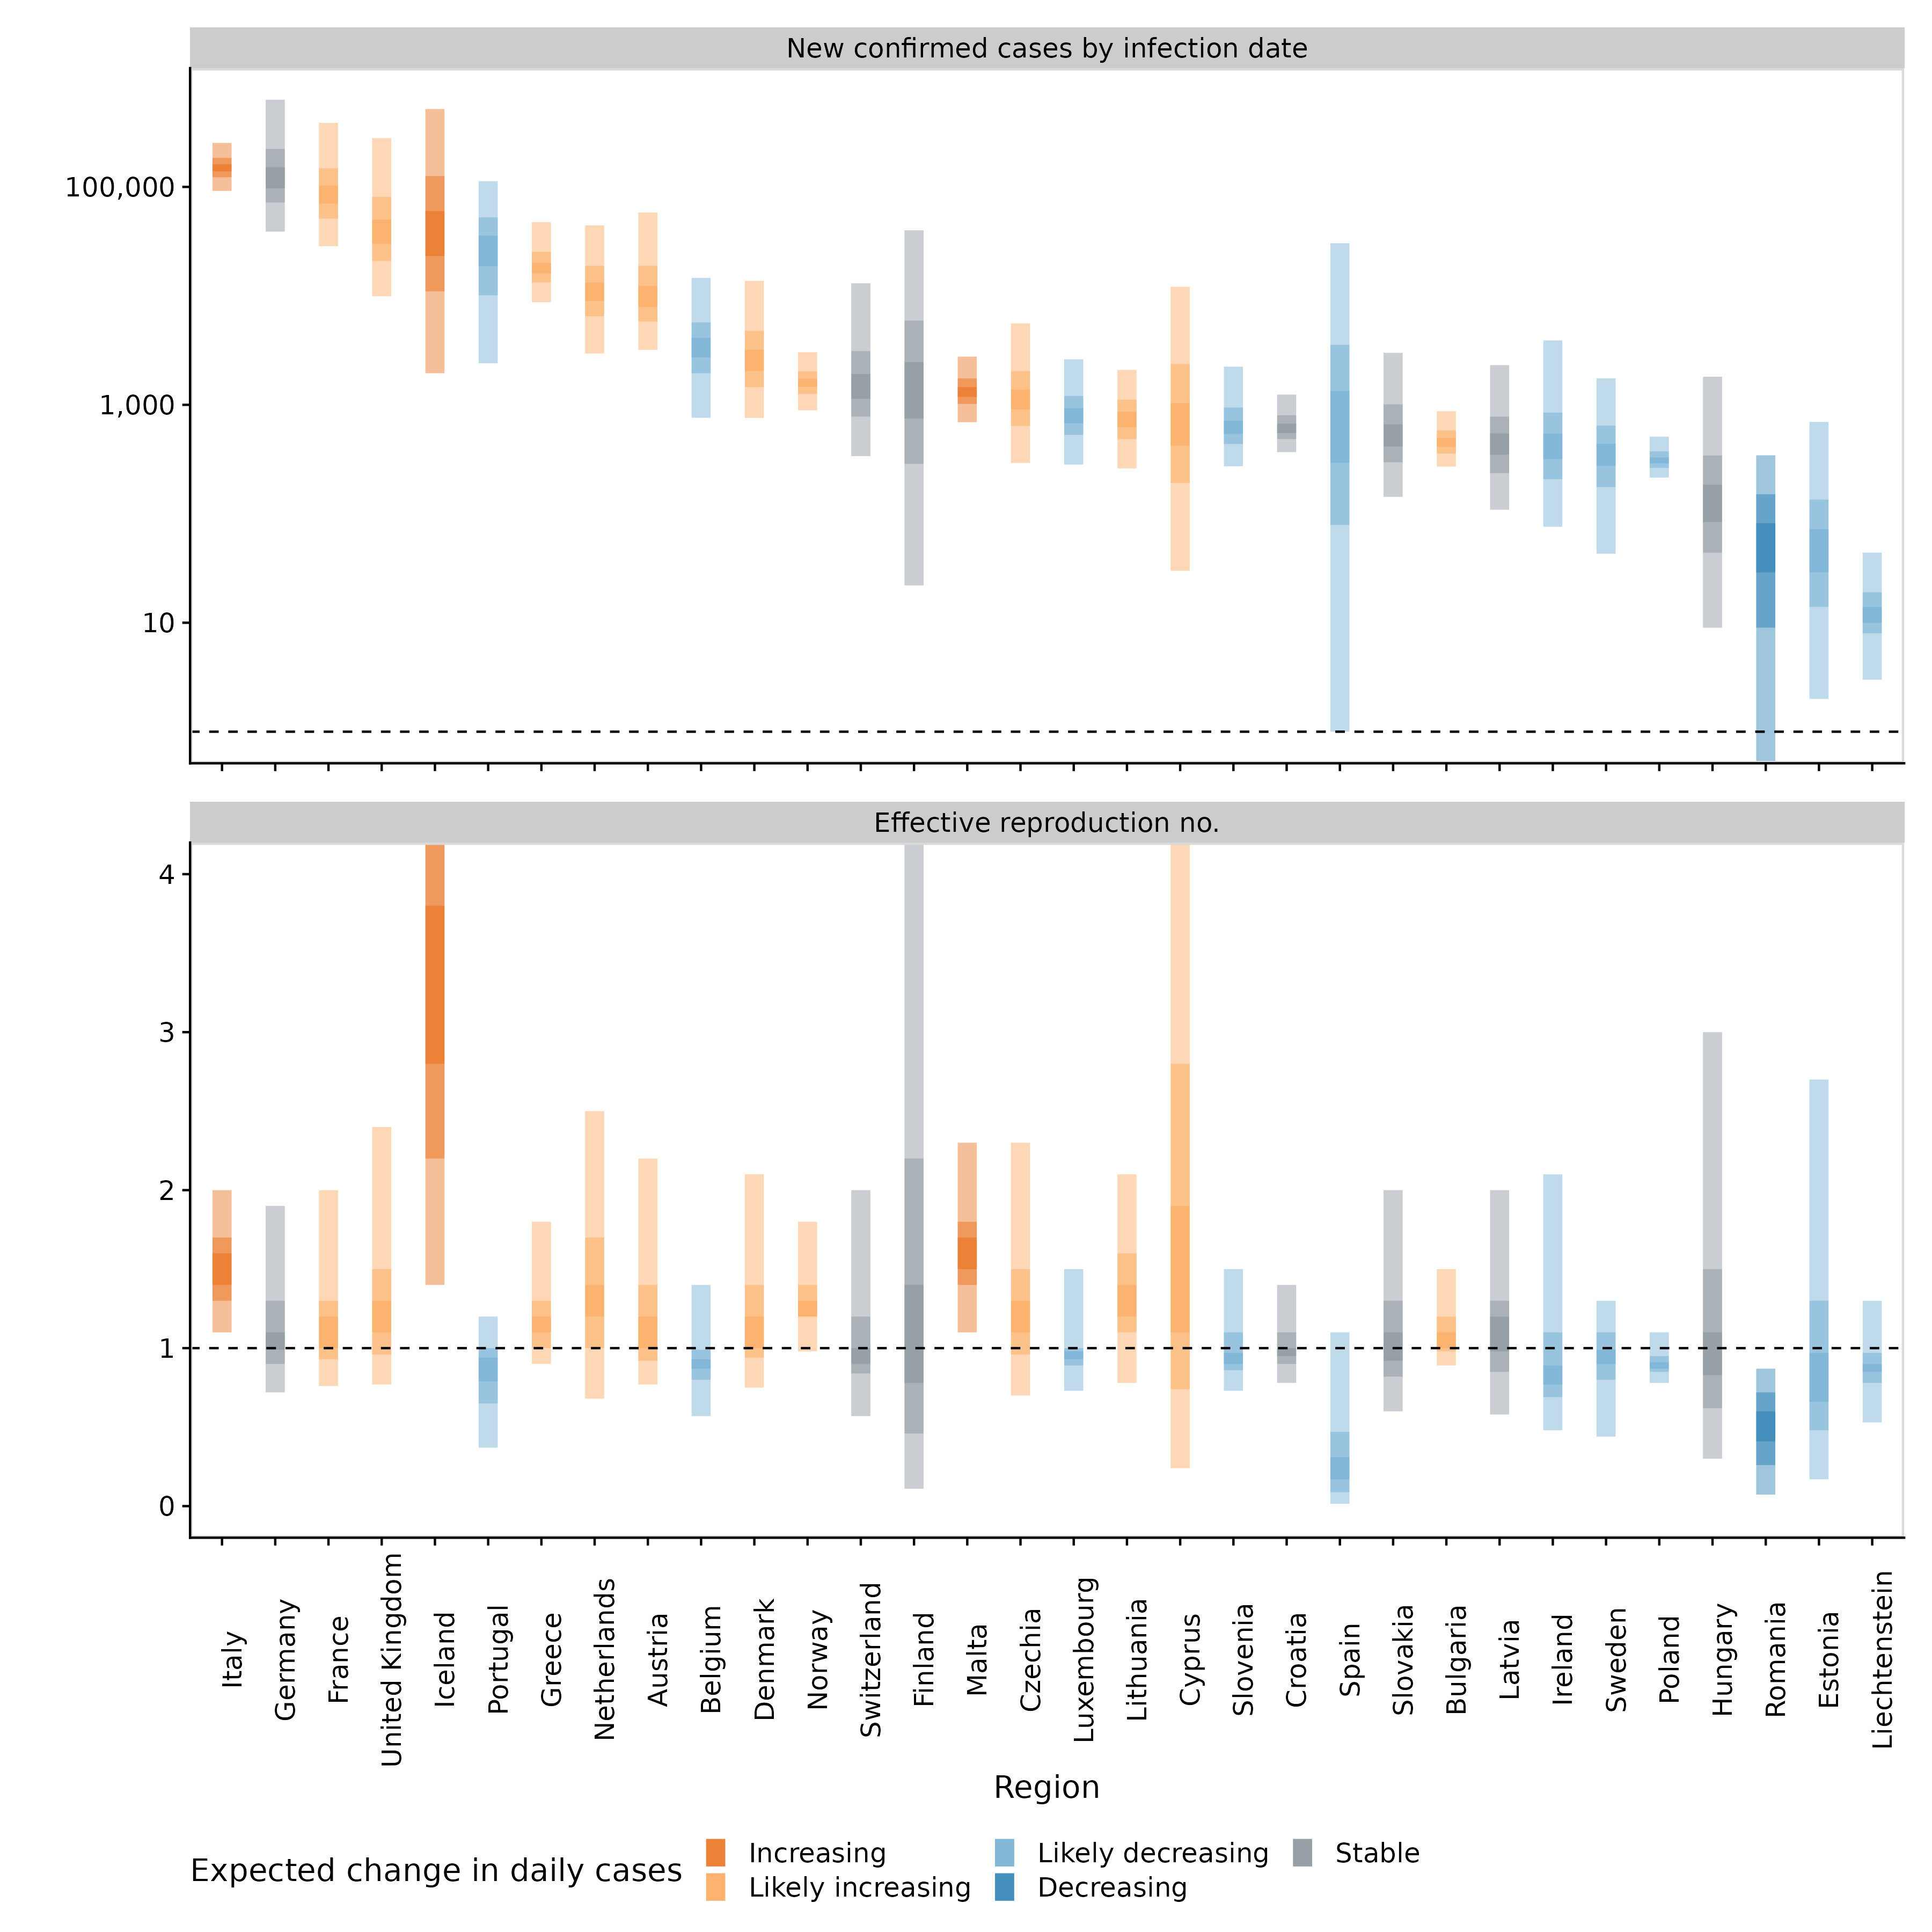 New confirmed cases by infection date
100,000
1,000
10
Effective reproduction no.
4
3
2
1
0
Italy
Germany
France
United Kingdom
Iceland
Portugal
Greece
Netherlands
Austria
Belgium
Denmark
Norway
Switzerland
Finland
Malta
Czechia
Luxembourg
Lithuania
Cyprus
Slovenia
Croatia
Spain
Slovakia
Bulgaria
Latvia
Ireland
Sweden
Poland
Hungary
Romania
Estonia
Liechtenstein
Region
Expected change in daily cases
Increasing
Likely increasing
Likely decreasing
Decreasing
Stable